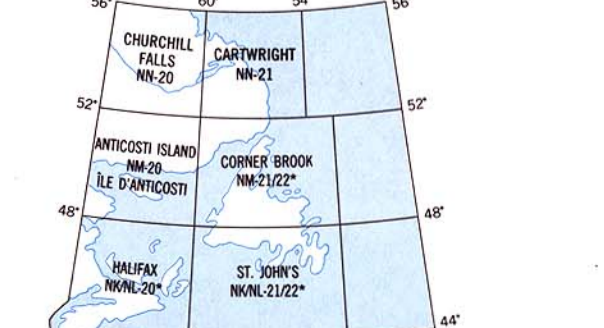 56°
60°
54°
56°
CHURCHILL
FALLS
NN-20
CARTWRIGHT
NN-21
52°
52°
ANTICOSTI ISLAND
NM-20
ÎLE D'ANTICOSTI
CORNER BROOK
NM-21/22*
48°
48°
HALIFAX
NK/NL-20*
ST. JOHN'S
NK/NL-21/22*
44°